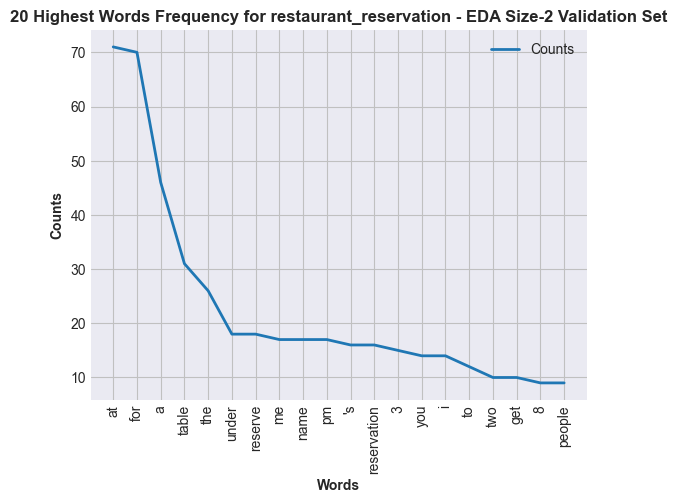 20 Highest Words Frequency for restaurant_reservation - EDA Size-2 Validation Set
Counts
70
60
50
40
30
20
10
Counts
at
for
a
table
the
under
reserve
me
name
pm
's
reservation
3
you
i
to
two
get
8
people
Words